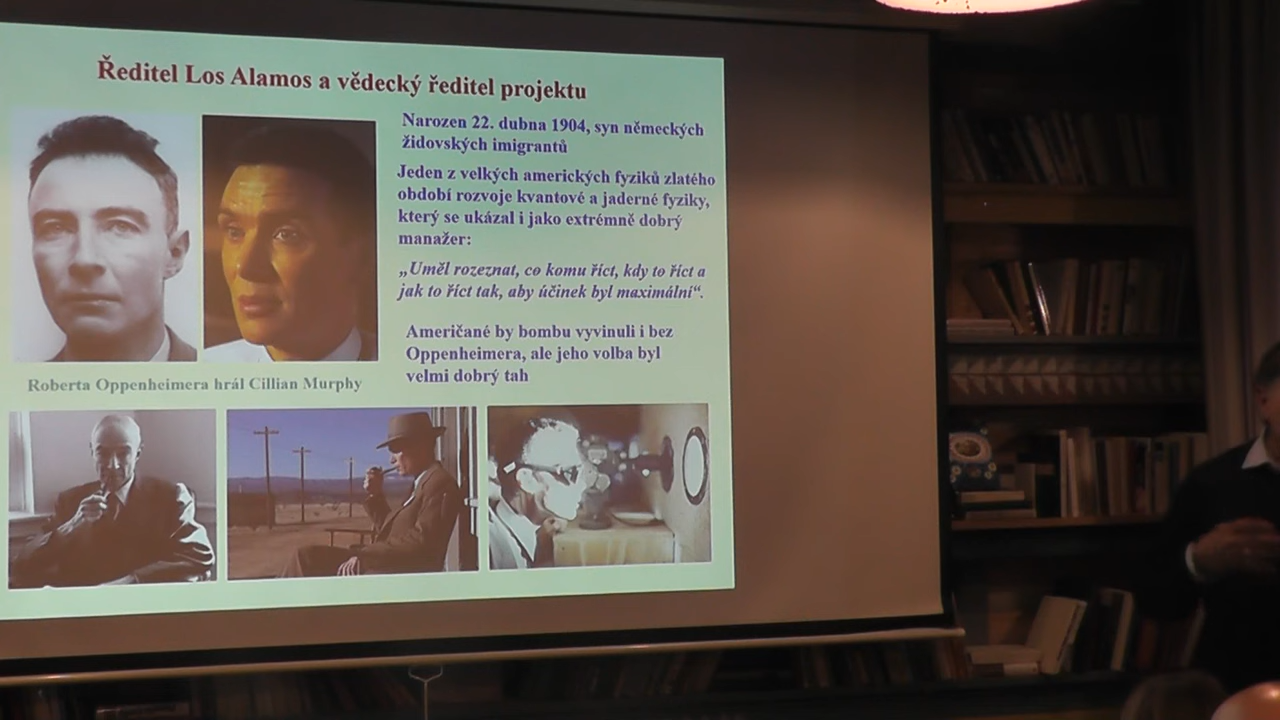 Ředitel Los Alamos a vědecký ředitel projektu
Narozen 22. dubna 1904, syn německých
židovských imigrantů
Jeden z velkých amerických fyziků zlatého
období rozvoje kvantové a jaderné fyziky,
který se ukázal i jako extrémně dobrý
manažer:
„Uměl rozeznat, co komu říct, kdy to říct a
jak to říct tak, aby účinek byl maximální“.
Američané by bombu vyvinuli i bez
Oppenheimera, ale jeho volba byl
velmi dobrý tah
Roberta Oppenheimera hrál Cillian Murphy